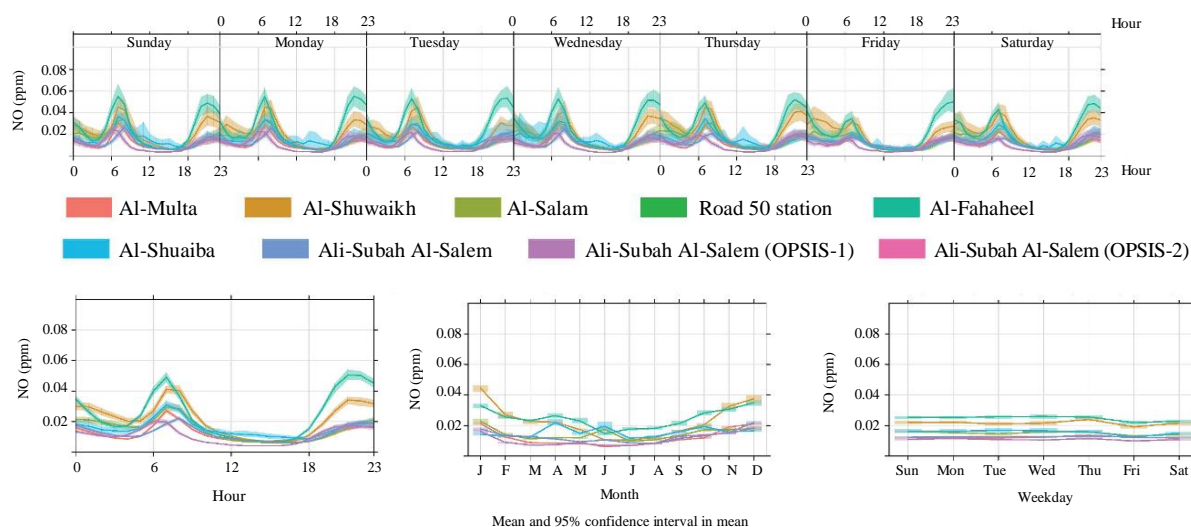 0 6 12 18 23 0 6 12 18 23 0 6 12 18 23 Hour
Sunday Monday Tuesday Wednesday Thursday Friday Saturday
NO (ppm)
0.08
0.06
0.04
0.02
0 6 12 18 23 0 6 12 18 23 0 6 12 18 23 0 6 12 18 23 Hour
Al-Multa Al-Shuwaikh Al-Salam Road 50 station Al-Fahaheel
Al-Shuaiba Ali-Subah Al-Salem Ali-Subah Al-Salem (OPSIS-1) Ali-Subah Al-Salem (OPSIS-2)
NO (ppm)
0.08
0.06
0.04
0.02
0 6 12 18 23
Hour
NO (ppm)
0.08
0.06
0.04
0.02
J F M A M J J A S O N D
Month
NO (ppm)
0.08
0.06
0.04
0.02
Sun Mon Tue Wed Thu Fri Sat
Weekday
Mean and 95% confidence interval in mean